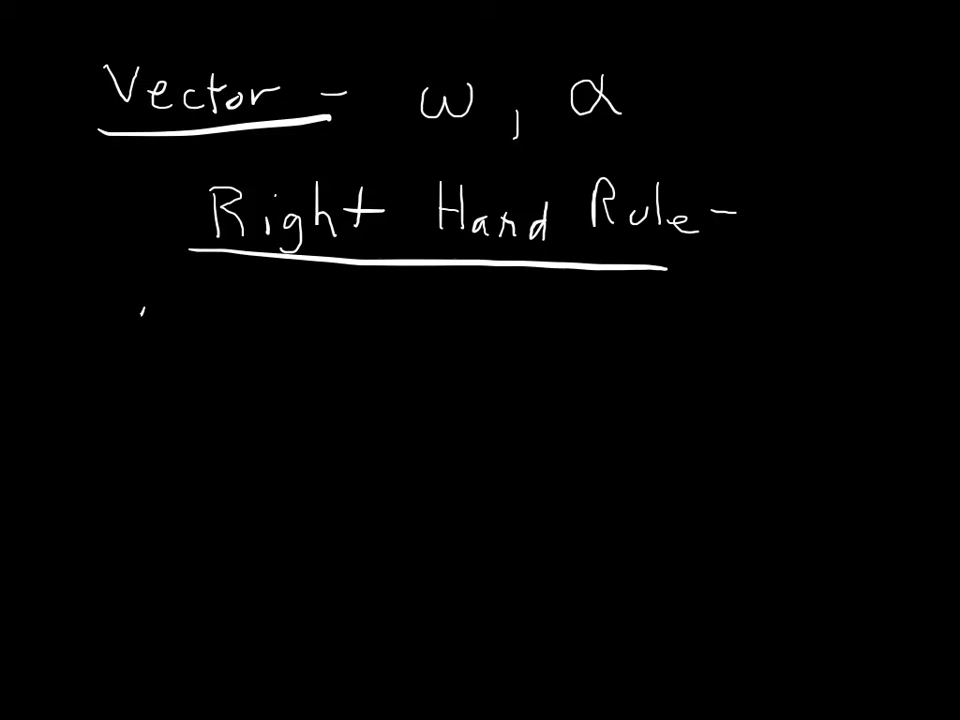 Vector - ω, α
Right Hand Rule -